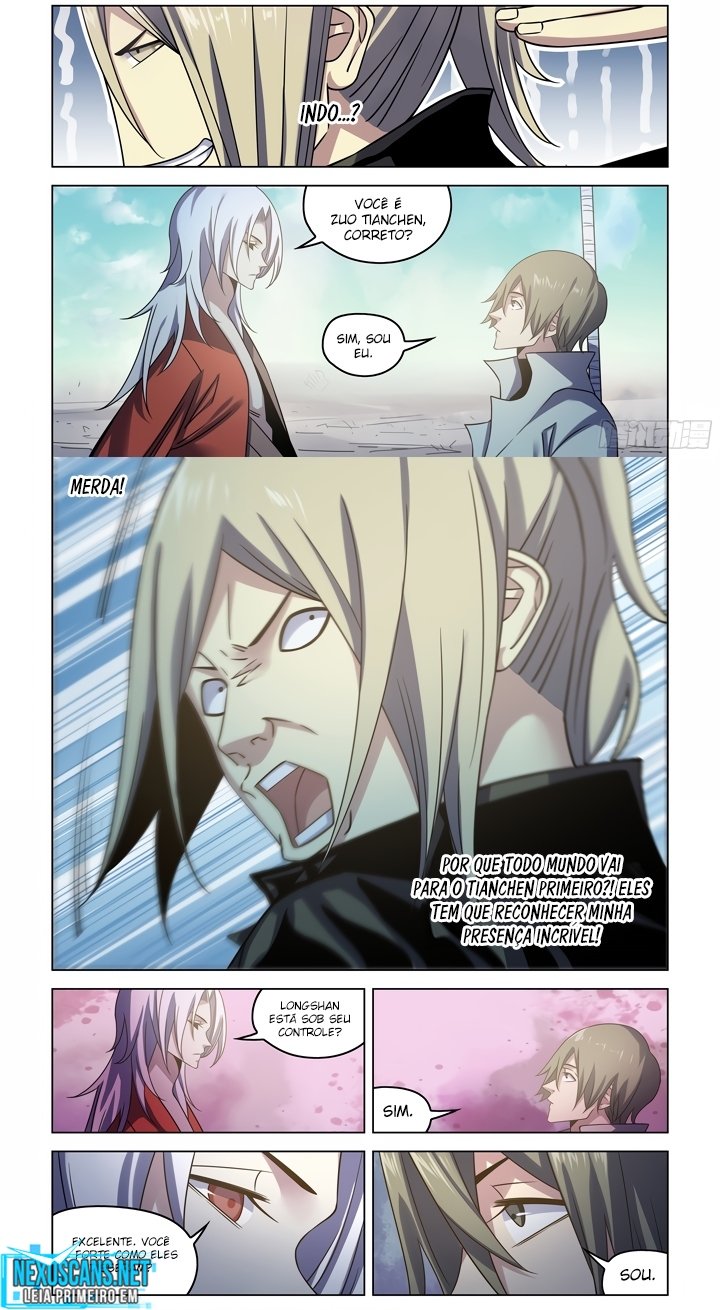 INDO...?
VOCÊ É
ZUO TIANCHEN,
CORRETO?
SIM, SOU
EU.
MERDA!
POR QUE TODO MUNDO VAI
PARA O TIANCHEN PRIMEIRO?! ELES
TEM QUE RECONHECER MINHA
PRESENÇA INCRIVEL!
LONGSHAN
ESTÁ SOB SEU
CONTROLE?
SIM.
EXCELENTE. VOCÊ
FORTE COMO ELES
SOU.
NEXOSCANS.NET
LEIA PRIMEIRO EM